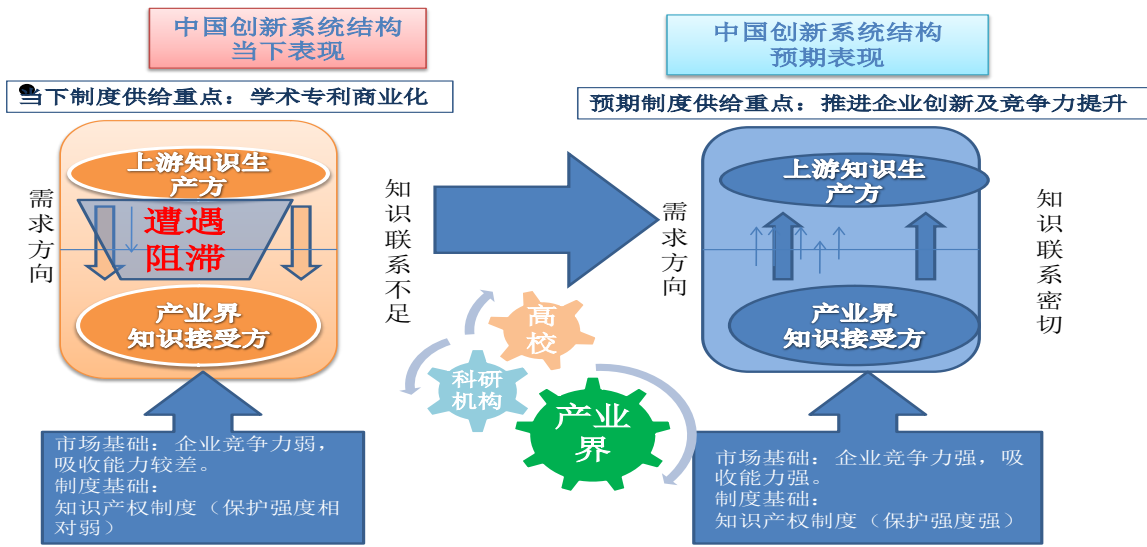 中国创新系统结构
当下表现
当下制度供给重点：学术专利商业化
需求方向
上游知识生
产方
遭遇
阻滞
产业界
知识接受方
知识联系不足
市场基础：企业竞争力弱，
吸收能力较差。
制度基础：
知识产权制度（保护强度相
对弱）
高
校
科研
机构
产业
界
中国创新系统结构
预期表现
预期制度供给重点：推进企业创新及竞争力提升
需求方向
上游知识生
产方
产业界
知识接受方
知识联系密切
市场基础：企业竞争力强，吸
收能力强。
制度基础：
知识产权制度（保护强度强）